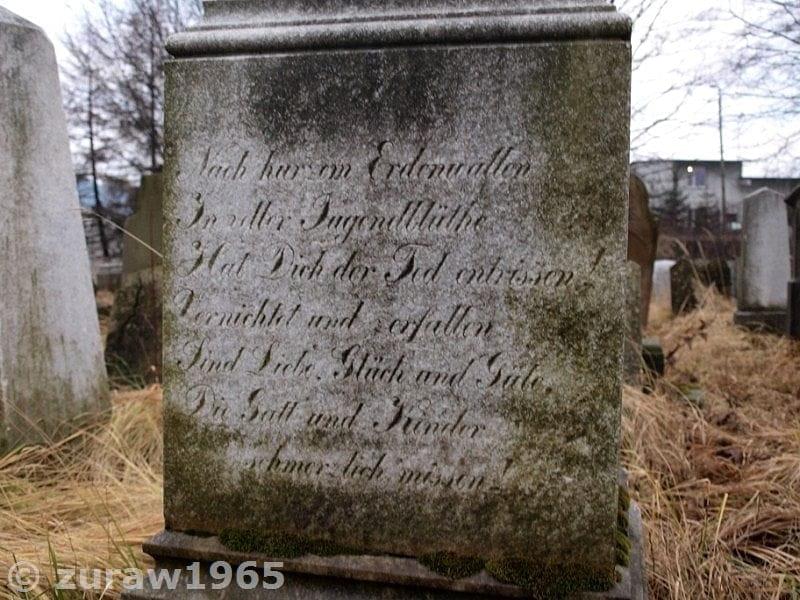 Nach kurzem Erdenwallen
In voller Jugendblüthe
Hat Dich der Tod entrissen!
Vernichtet und zerfallen
Sind Liebe, Glück und Güte,
Die Gatt und Kinder
schmerzlich missen!
© zuraw1965